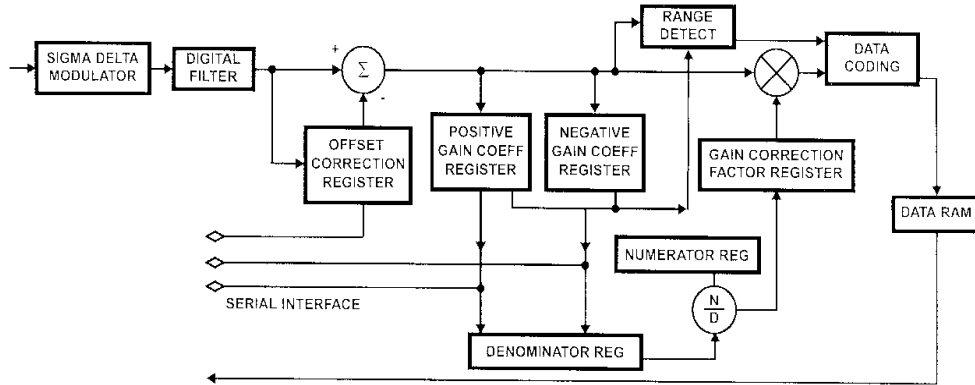 RANGE
DETECT
SIGMA DELTA
MODULATOR
DIGITAL
FILTER
+
Σ
-
DATA
CODING
OFFSET
CORRECTION
REGISTER
POSITIVE
GAIN COEFF
REGISTER
NEGATIVE
GAIN COEFF
REGISTER
GAIN CORRECTION
FACTOR REGISTER
DATA RAM
NUMERATOR REG
SERIAL INTERFACE
N
D
DENOMINATOR REG